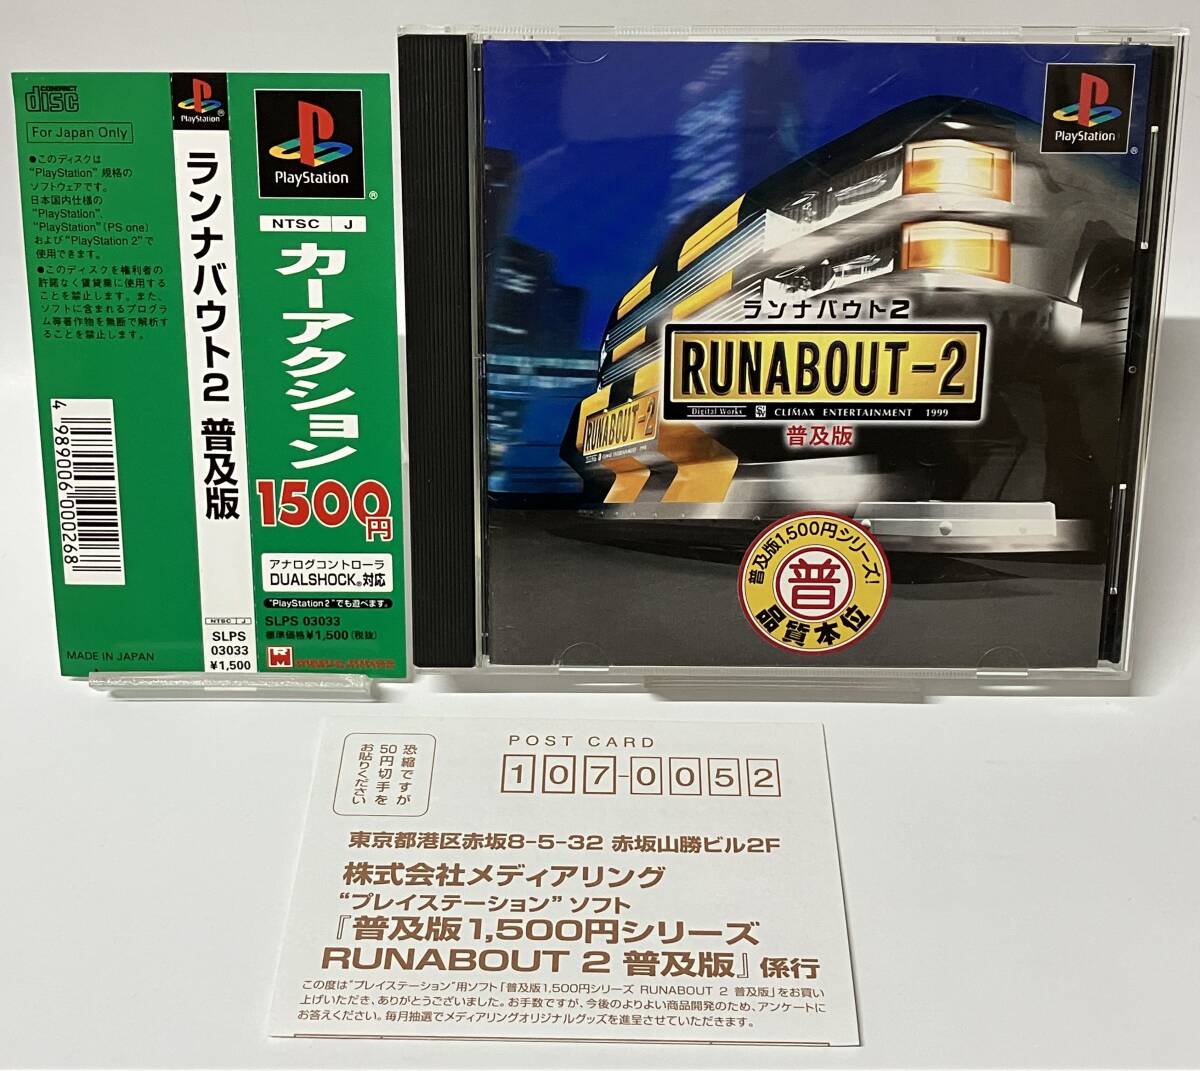 COMPACT
disc
For Japan Only
●このディスクは
“PlayStation” 規格の
ソフトウェアです。
日本国内仕様の
“PlayStation”、
“PlayStation”(PS one)
および“PlayStation 2”で
使用できます。
●このディスクを権利者の
許諾なく賃貸業に使用する
ことを禁止します。また、
ソフトに含まれるプログラ
ム等著作物を無断で解析す
ることを禁止します。
4 989006 000268
MADE IN JAPAN
PlayStation
ランナバウト2 普及版
NTSC J
SLPS
03033
¥1,500
PlayStation
®
NTSC J
カーアクション
1500円
アナログコントローラ
DUALSHOCK®対応
“PlayStation 2”でも遊べます。
SLPS 03033
標準価格¥1,500(税抜)
PlayStation
®
ランナバウト2
RUNABOUT-2
Digital Works CLIMAX ENTERTAINMENT 1999
普及版
RUNABOUT-2
普及版1,500円シリーズ!
普
品質本位
恐縮ですが
50円切手を
お貼りください
POST CARD
107-0052
東京都港区赤坂8-5-32 赤坂山勝ビル2F
株式会社メディアリング
“プレイステーション” ソフト
『普及版1,500円シリーズ
RUNABOUT 2 普及版』係行
この度は“プレイステーション”用ソフト「普及版1,500円シリーズ RUNABOUT 2 普及版」をお買い
上げいただき、ありがとうございました。お手数ですが、今後のよりよい商品開発のため、アンケートに
お答えください。毎月抽選でメディアリングオリジナルグッズを進呈させていただきます。